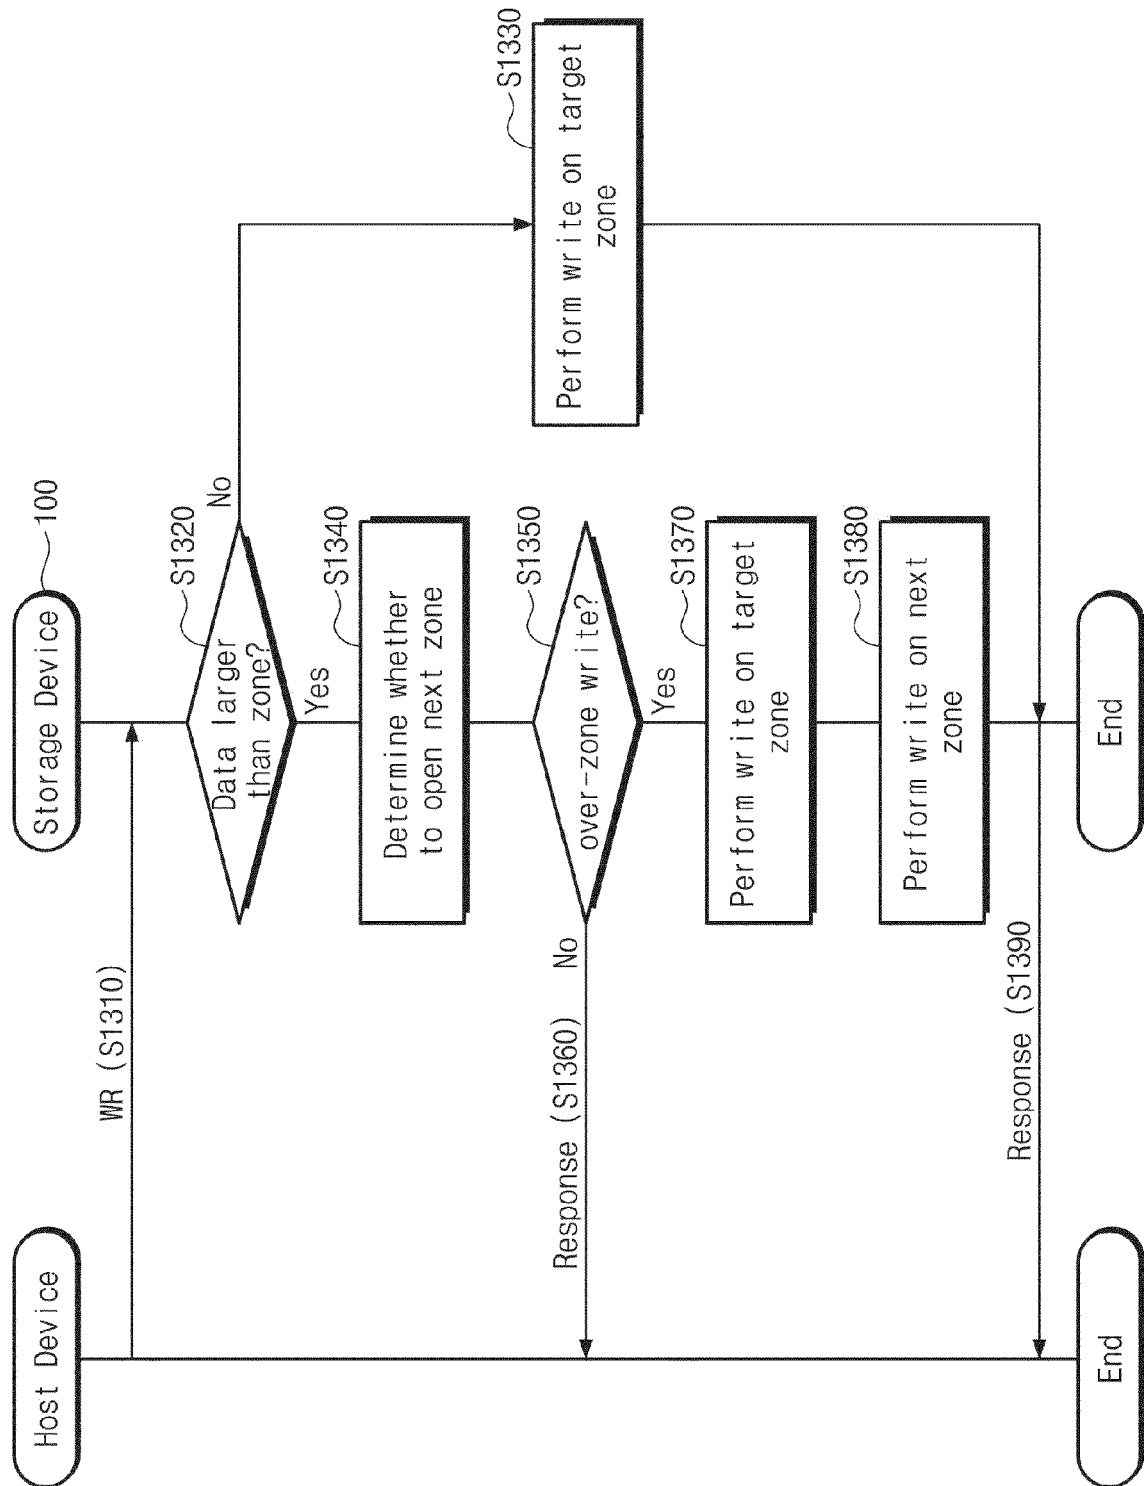 Host Device
Storage Device
100
WR (S1310)
Data larger
than zone?
S1320
No
Yes
S1330
Perform write on target
zone
S1340
Determine whether
to open next zone
S1350
over-zone write?
Response (S1360)
No
Yes
S1370
Perform write on target
zone
S1380
Perform write on next
zone
Response (S1390
End
End